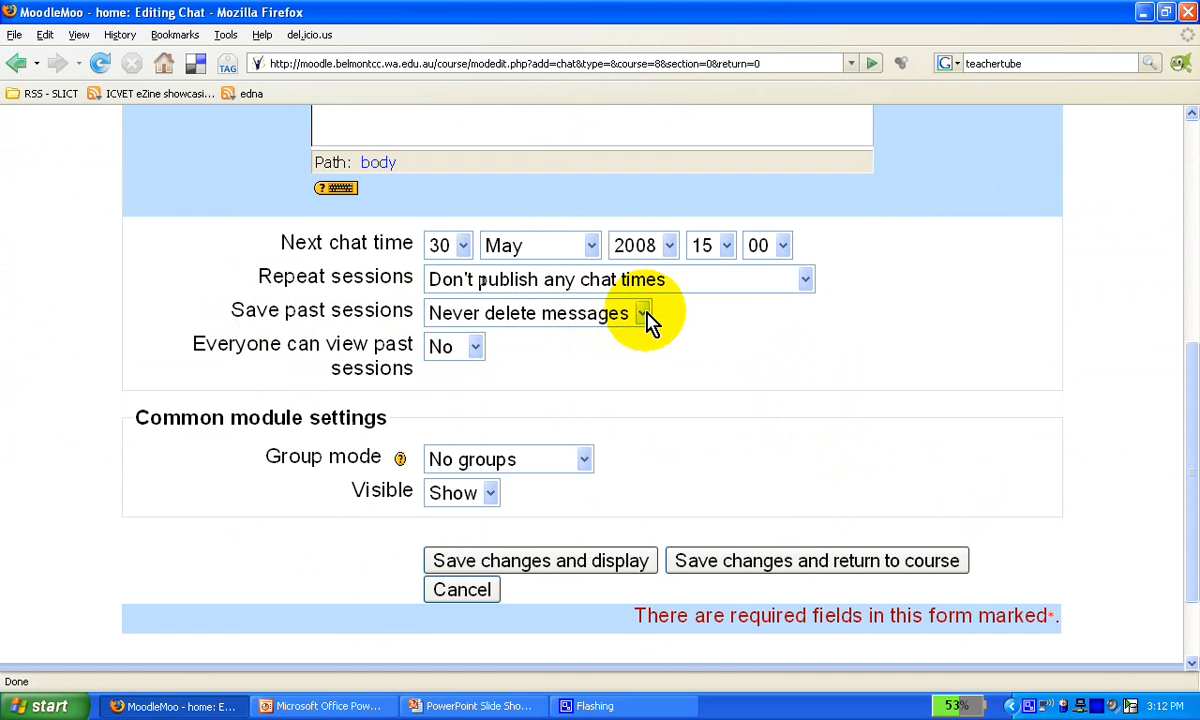 MoodleMoo - home: Editing Chat - Mozilla Firefox
File Edit View History Bookmarks Tools Help del.icio.us
TAG http://moodle.belmontcc.wa.edu.au/course/modedit.php?add=chat&type=&course=8&section=0&return=0 G teachertube
RSS - SLICT ICVET eZine showcasi... edna
Path: body
?
Next chat time 30 May 2008 15 00
Repeat sessions Don't publish any chat times
Save past sessions Never delete messages
Everyone can view past No
sessions
Common module settings
Group mode ? No groups
Visible Show
Save changes and display Save changes and return to course
Cancel
There are required fields in this form marked*.
Done
start MoodleMoo - home: E... Microsoft Office Pow... PowerPoint Slide Sho... Flashing 53% 3:12 PM